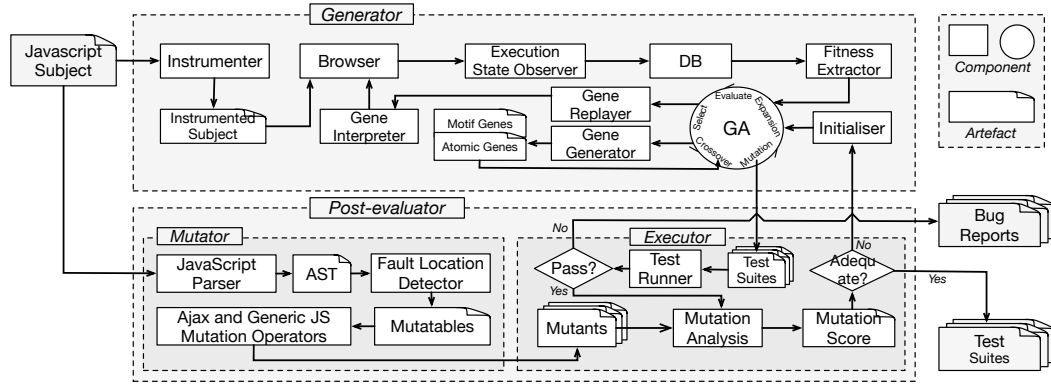 Generator
Javascript
Subject
Instrumenter
Browser
Execution
State Observer
DB
Fitness
Extractor
Component
Artefact
Instrumented
Subject
Gene
Interpreter
Gene
Replayer
Motif Genes
Atomic Genes
Gene
Generator
Evaluate
Expansion
Mutation
Crossover
Select
GA
Initialiser
Post-evaluator
Mutator
JavaScript
Parser
AST
Fault Location
Detector
Ajax and Generic JS
Mutation Operators
Mutatables
Executor
No
Pass?
Yes
Test
Runner
Test
Suites
No
Adequ
ate?
Yes
Mutants
Mutation
Analysis
Mutation
Score
Bug
Reports
Test
Suites